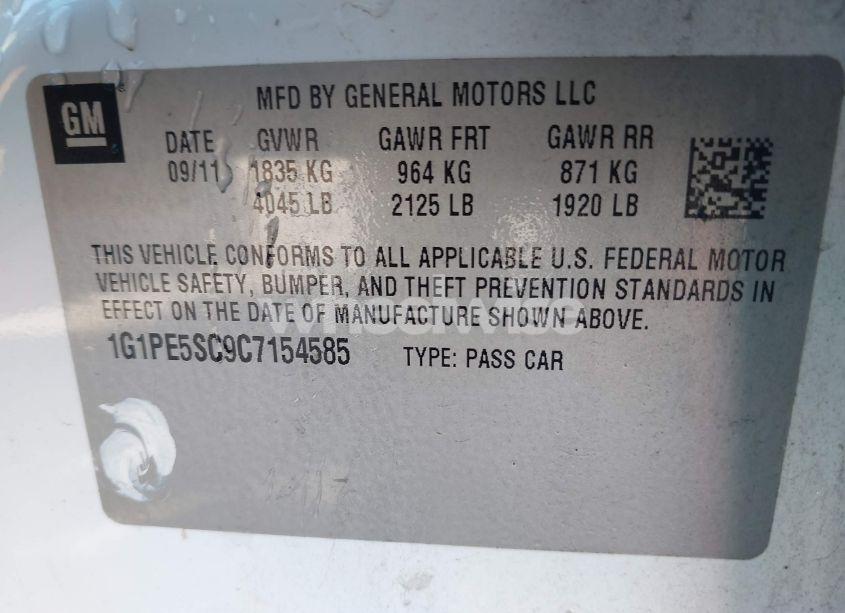 GM
MFD BY GENERAL MOTORS LLC
DATE GVWR GAWR FRT GAWR RR
09/11 1835 KG 964 KG 871 KG
4045 LB 2125 LB 1920 LB
THIS VEHICLE CONFORMS TO ALL APPLICABLE U.S. FEDERAL MOTOR
VEHICLE SAFETY, BUMPER, AND THEFT PREVENTION STANDARDS IN
EFFECT ON THE DATE OF MANUFACTURE SHOWN ABOVE.
1G1PE5SC9C7154585 TYPE: PASS CAR